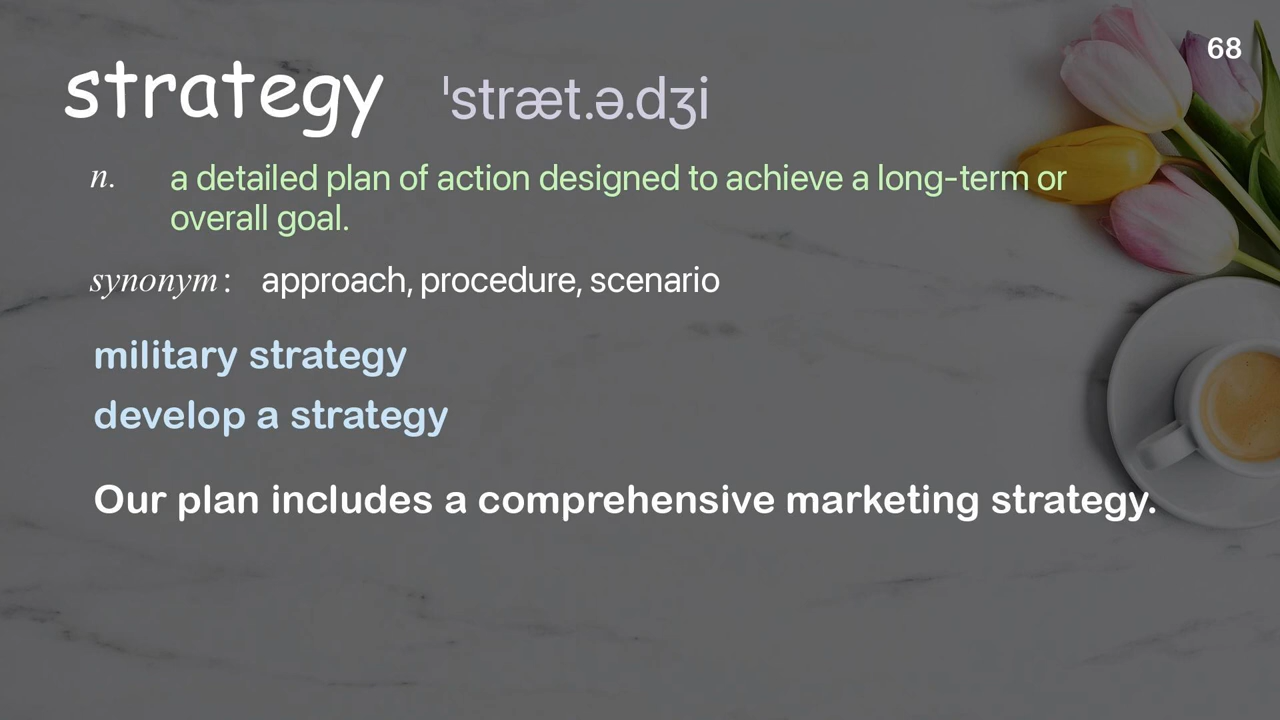 68
strategy ˈstræt.ə.dʒi
n. a detailed plan of action designed to achieve a long-term or
overall goal.
synonym: approach, procedure, scenario
military strategy
develop a strategy
Our plan includes a comprehensive marketing strategy.